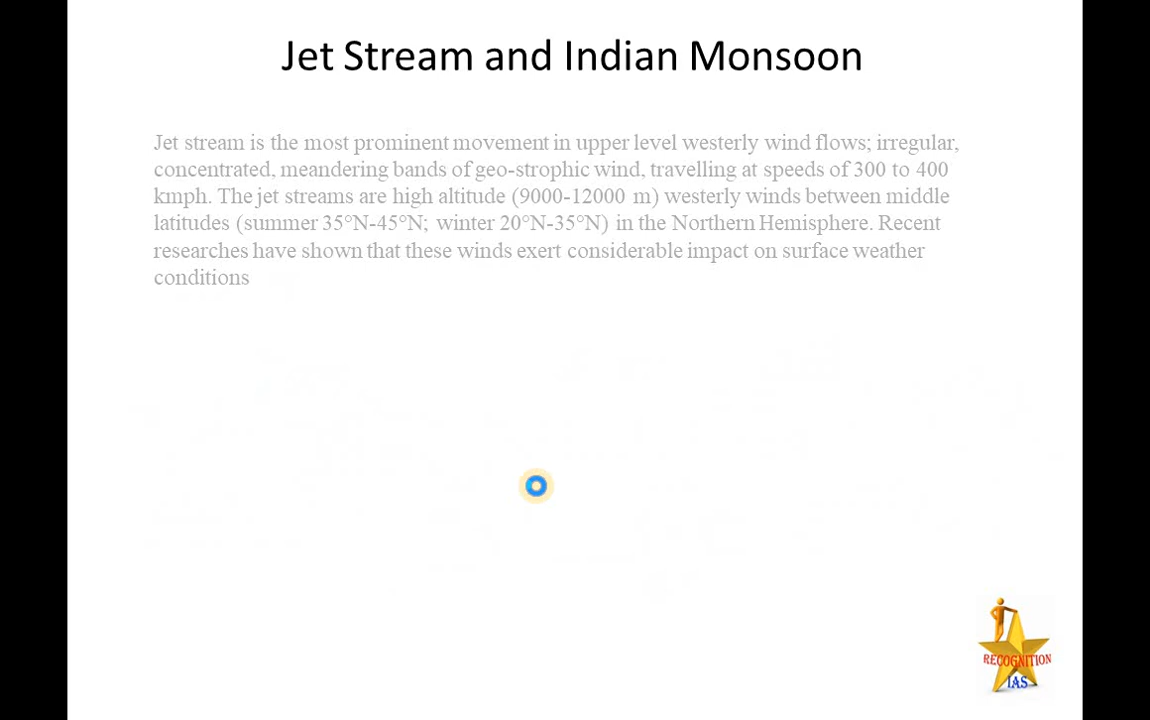 Jet Stream and Indian Monsoon
Jet stream is the most prominent movement in upper level westerly wind flows; irregular,
concentrated, meandering bands of geo-strophic wind, travelling at speeds of 300 to 400
kmph. The jet streams are high altitude (9000-12000 m) westerly winds between middle
latitudes (summer 35°N-45°N; winter 20°N-35°N) in the Northern Hemisphere. Recent
researches have shown that these winds exert considerable impact on surface weather
conditions
RECOGNITION
IAS